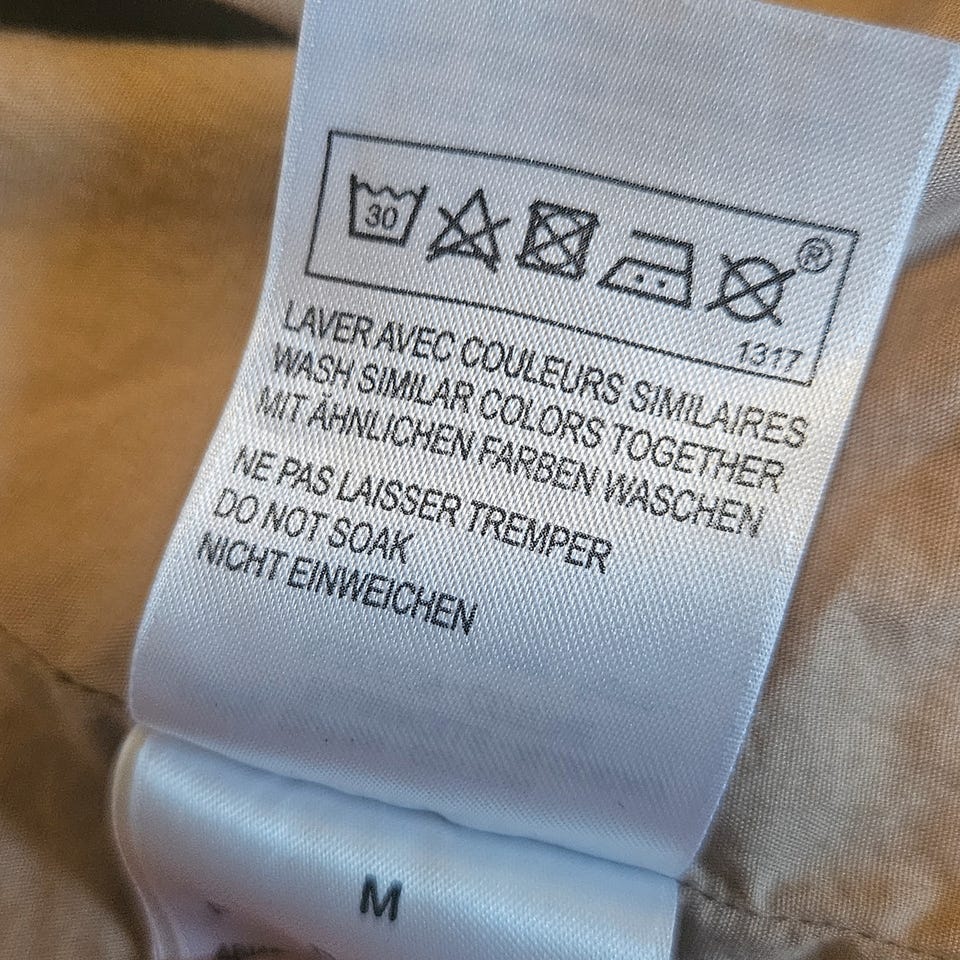 30
®
1317
LAVER AVEC COULEURS SIMILAIRES
WASH SIMILAR COLORS TOGETHER
MIT ÄHNLICHEN FARBEN WASCHEN
NE PAS LAISSER TREMPER
DO NOT SOAK
NICHT EINWEICHEN
M